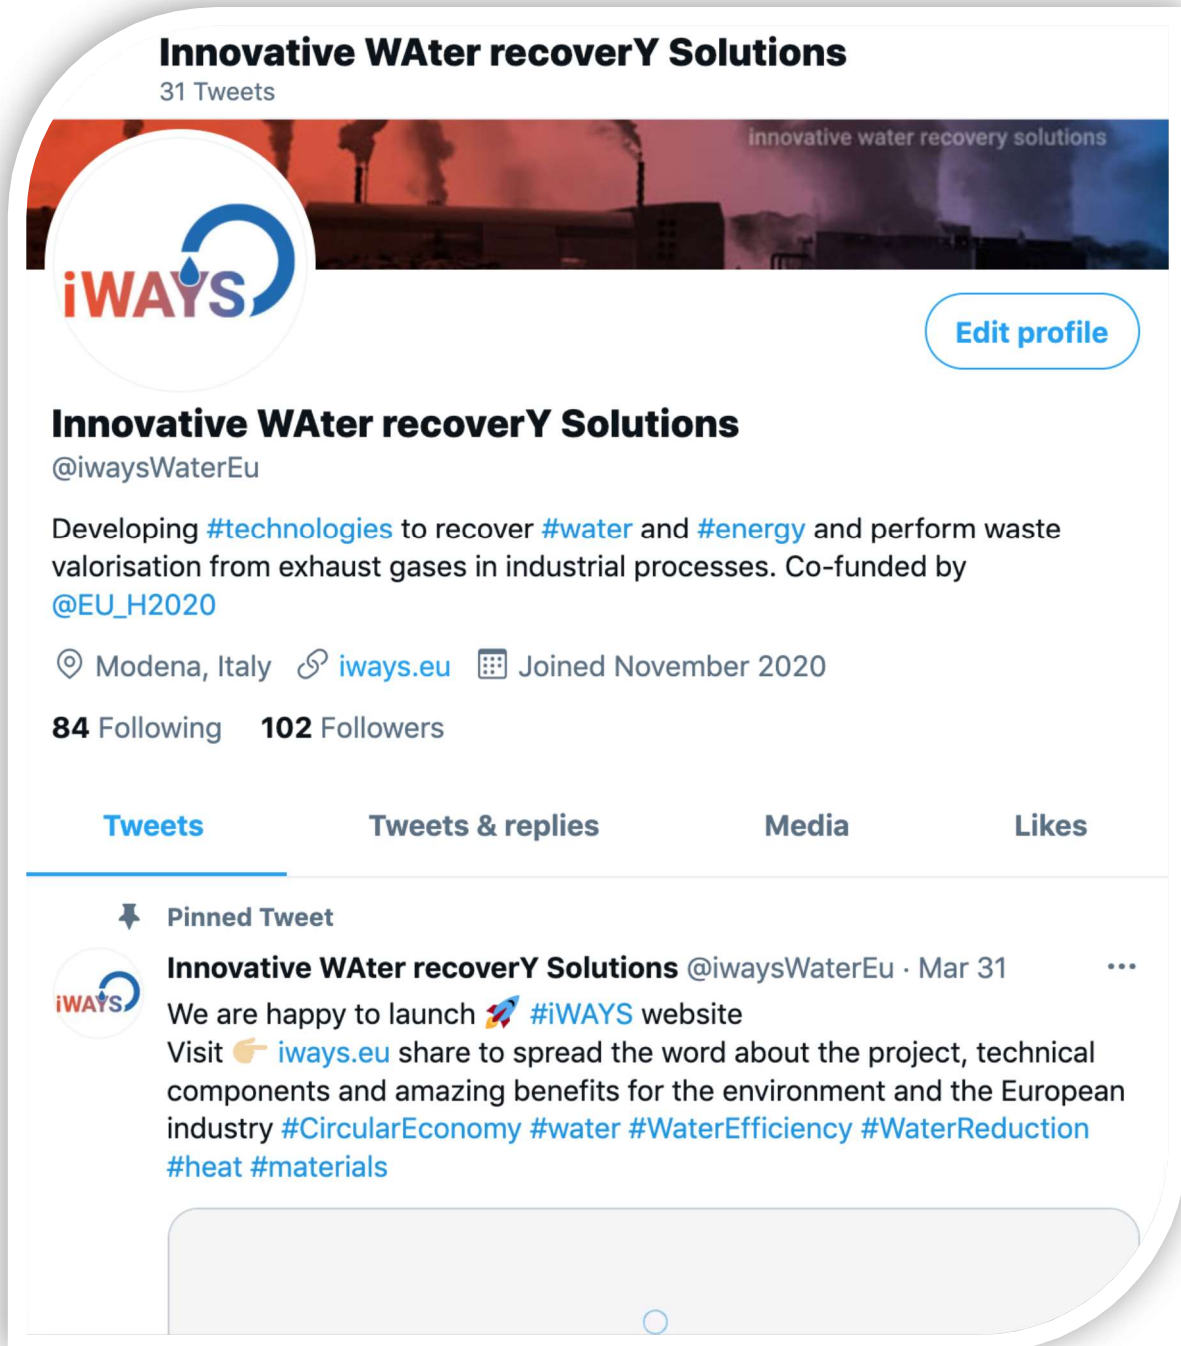 Innovative WAter recoverY Solutions
31 Tweets
innovative water recovery solutions
iWAYS
Edit profile
Innovative WAter recoverY Solutions
@iwaysWaterEu
Developing #technologies to recover #water and #energy and perform waste
valorisation from exhaust gases in industrial processes. Co-funded by
@EU_H2020
Modena, Italy iways.eu Joined November 2020
84 Following 102 Followers
Tweets Tweets & replies Media Likes
Pinned Tweet
Innovative WAter recoverY Solutions @iwaysWaterEu · Mar 31 ···
iWAYS
We are happy to launch 🚀 #iWAYS website
Visit 👉🏼 iways.eu share to spread the word about the project, technical
components and amazing benefits for the environment and the European
industry #CircularEconomy #water #WaterEfficiency #WaterReduction
#heat #materials